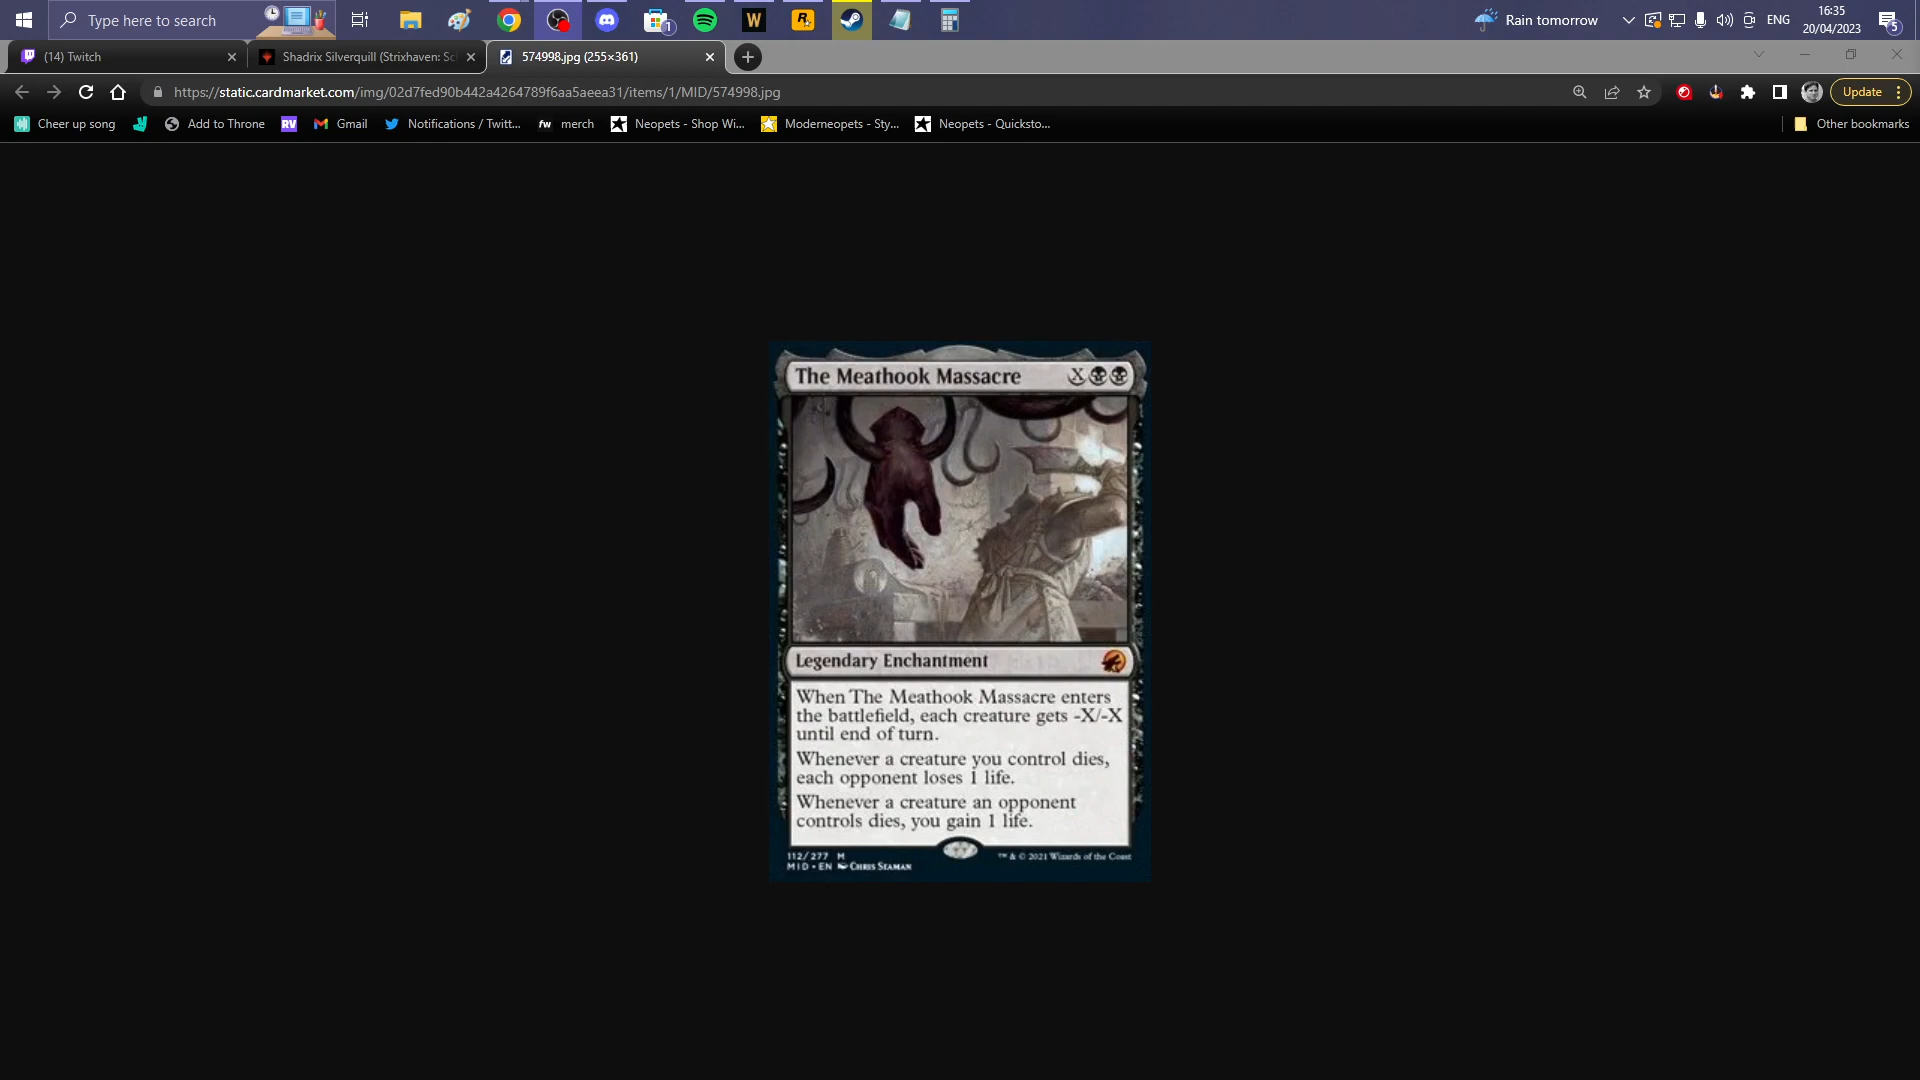 Type here to search
1
Rain tomorrow
ENG
16:35
20/04/2023
5
(14) Twitch
Shadrix Silverquill (Strixhaven: Sc
574998.jpg (255×361)
https://static.cardmarket.com/img/02d7fed90b442a4264789f6aa5aeea31/items/1/MID/574998.jpg
Update
Cheer up song
Add to Throne
RV
Gmail
Notifications / Twitt...
fw merch
Neopets - Shop Wi...
Moderneopets - Sty...
Neopets - Quicksto...
Other bookmarks
The Meathook Massacre X
Legendary Enchantment
When The Meathook Massacre enters
the battlefield, each creature gets -X/-X
until end of turn.
Whenever a creature you control dies,
each opponent loses 1 life.
Whenever a creature an opponent
controls dies, you gain 1 life.
112/277 M
MID • EN Chris Seaman
™ & © 2021 Wizards of the Coast